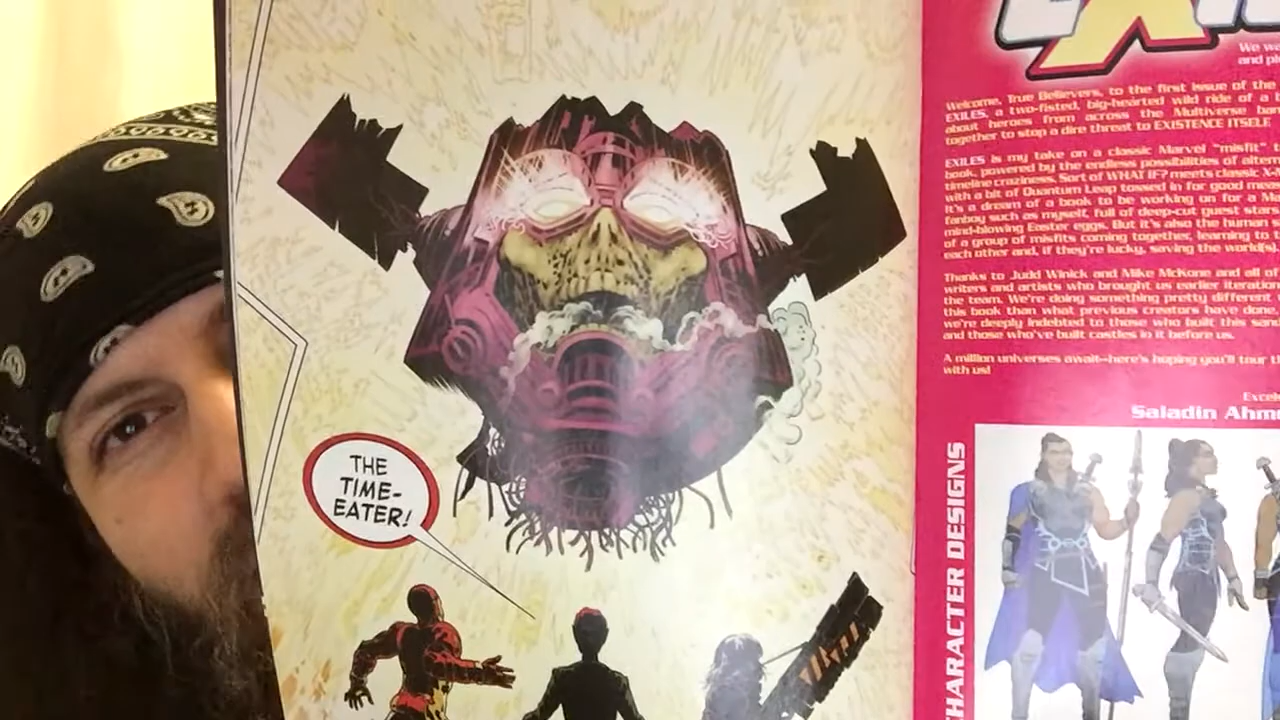 THE
TIME-
EATER!
We
and
Welcome, True Believers, to the first issue of the
EXILES, a two-fisted, big-hearted wild ride of a
about heroes from across the Multiverse
together to stop a dire threat to EXISTENCE ITSELF
EXILES is my take on a classic Marvel "misfit"
book, powered by the endless possibilities of
timeline craziness. Sort of WHAT IF? meets classic
with a bit of Quantum Leap tossed in for good
It's a dream of a book to be working on for a
fanboy such as myself, full of deep-cut guest stars
mind-blowing Easter eggs. But it's also the human
of a group of misfits coming together, learning to
each other and, if they're lucky, saving the world(s).
Thanks to Judd Winick and Mike McKone and all of
writers and artists who brought us earlier
the team. We're doing something pretty different
this book than what previous creators have done,
we're deeply indebted to those who built this
and those who've built castles in it before us.
A million universes await—here's hoping you'll tour
with us!
Saladin
CHARACTER DESIGNS